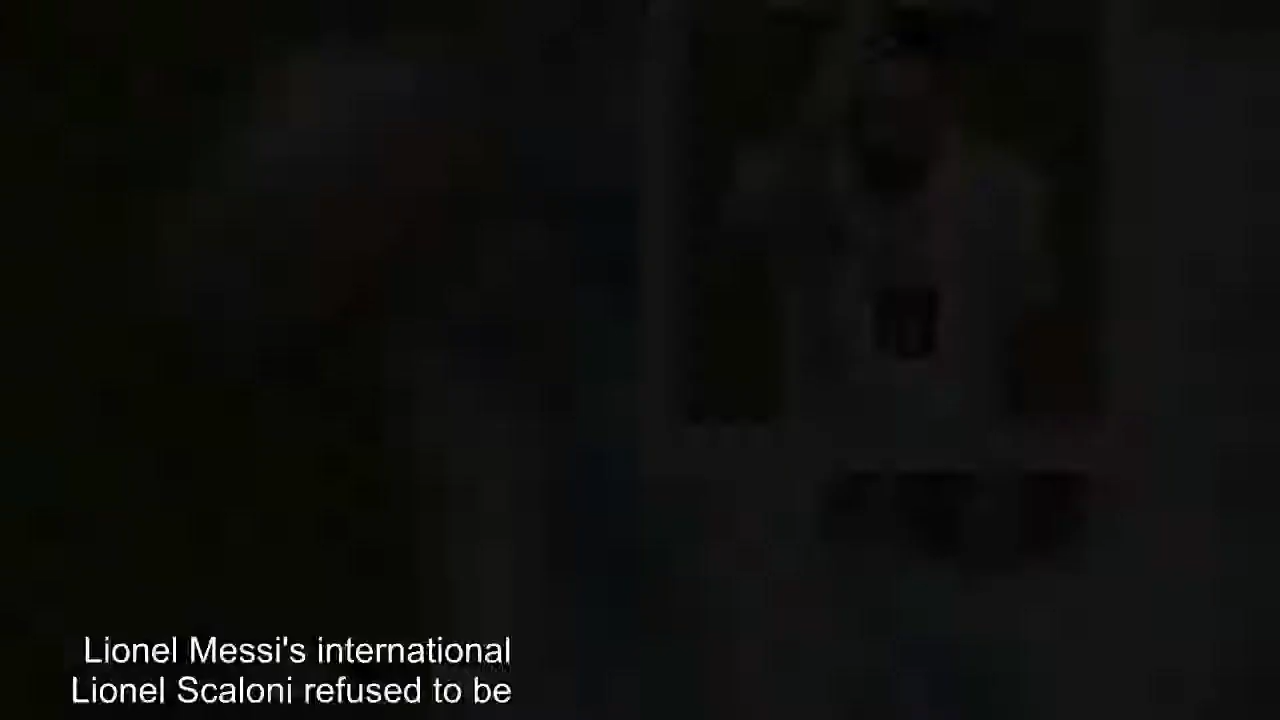 Lionel Messi's international
Lionel Scaloni refused to be